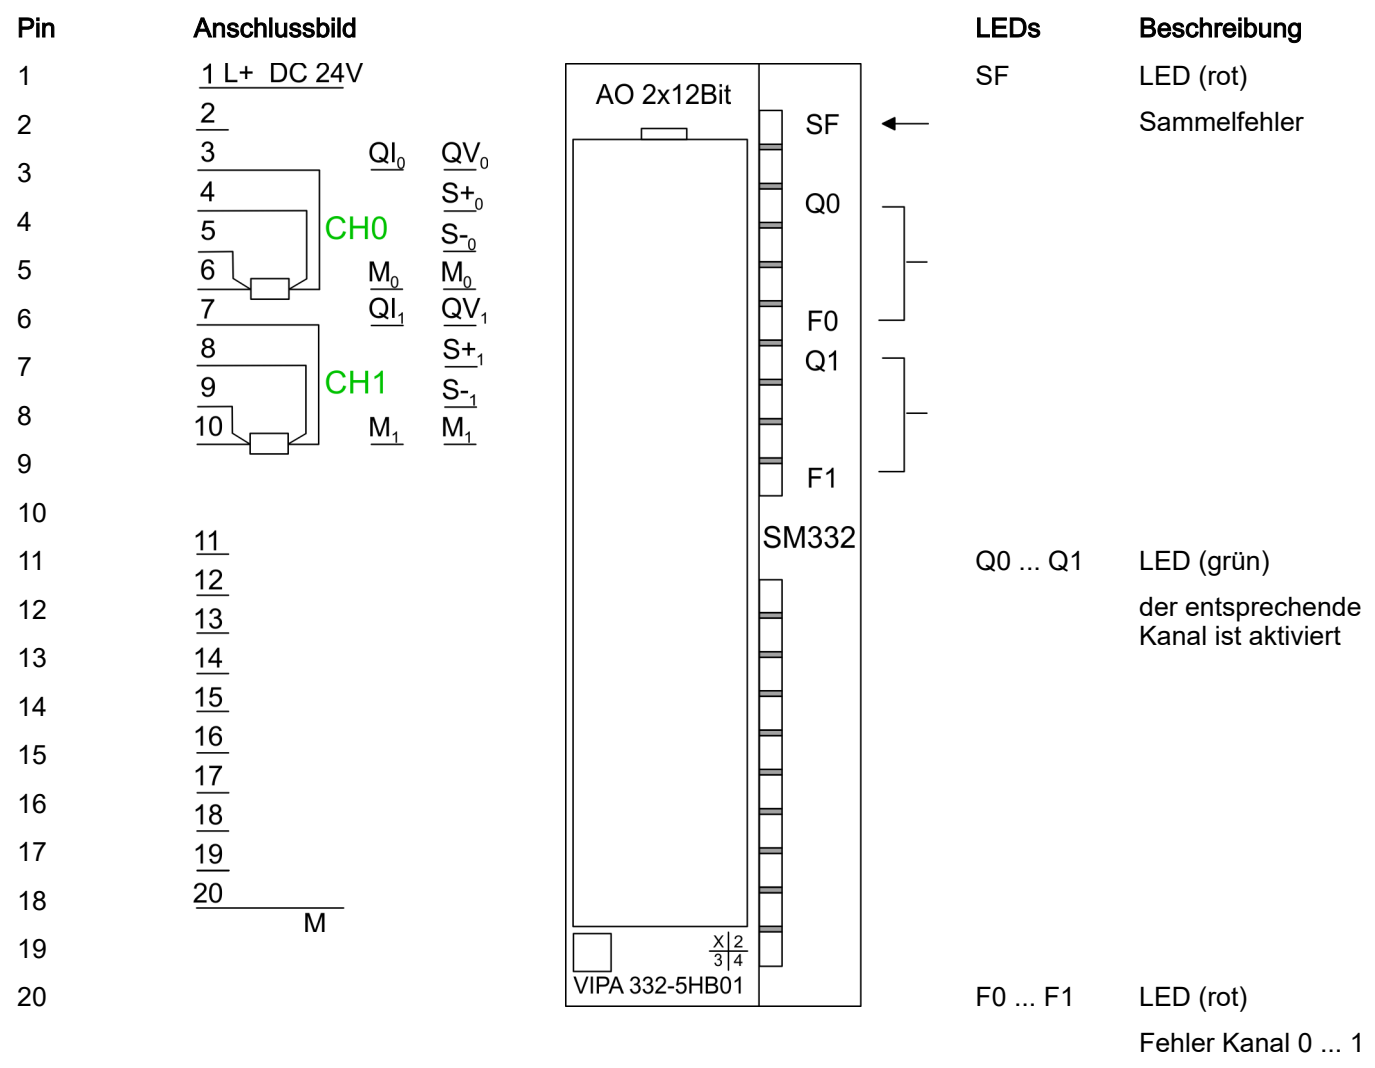 Pin Anschlussbild LEDs Beschreibung
1
2
3
4
5
6
7
8
9
10
11
12
13
14
15
16
17
18
19
20
1 L+ DC 24V
2
3 QI0 QV0
4 S+0
CH0
5 S-0
6 M0 M0
7 QI1 QV1
8 S+1
CH1
9 S-1
10 M1 M1
11
12
13
14
15
16
17
18
19
20
M
AO 2x12Bit
SF
Q0
F0
Q1
F1
SM332
X 2
3 4
VIPA 332-5HB01
SF LED (rot)
Sammelfehler
Q0 ... Q1 LED (grün)
der entsprechende
Kanal ist aktiviert
F0 ... F1 LED (rot)
Fehler Kanal 0 ... 1